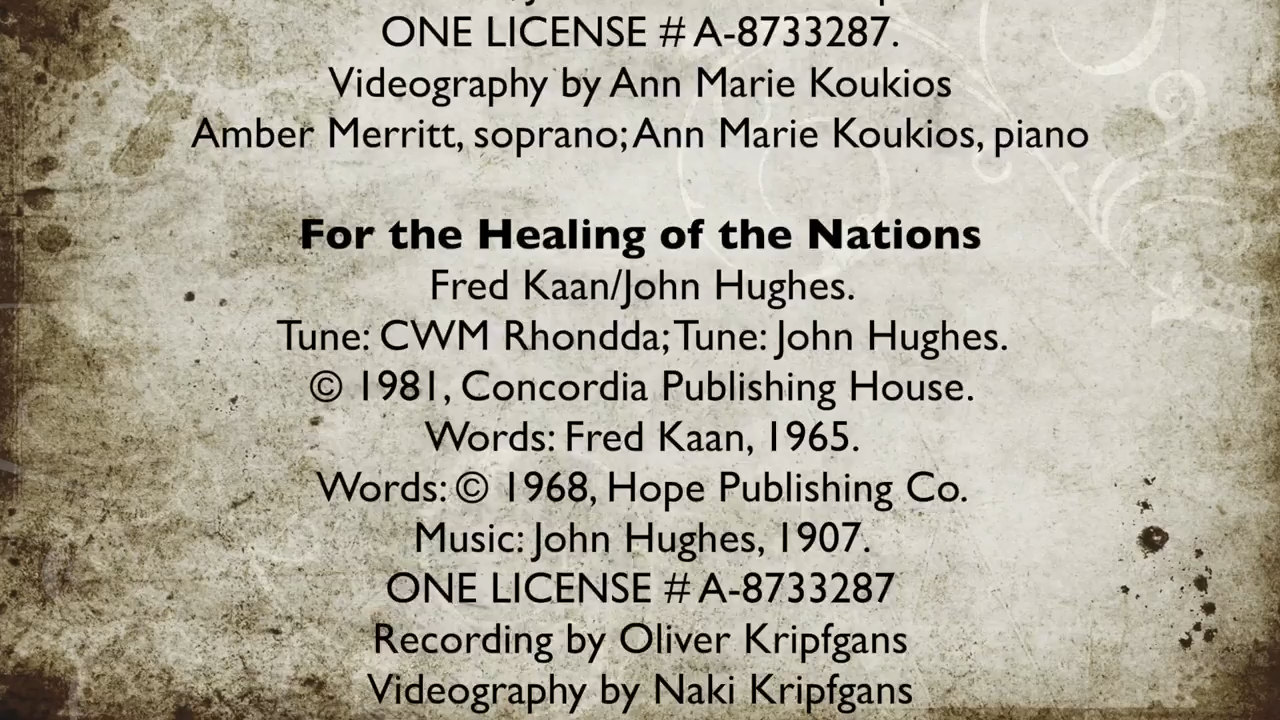 ONE LICENSE # A-8733287.
Videography by Ann Marie Koukios
Amber Merritt, soprano; Ann Marie Koukios, piano
For the Healing of the Nations
Fred Kaan/John Hughes.
Tune: CWM Rhondda; Tune: John Hughes.
© 1981, Concordia Publishing House.
Words: Fred Kaan, 1965.
Words: © 1968, Hope Publishing Co.
Music: John Hughes, 1907.
ONE LICENSE # A-8733287
Recording by Oliver Kripfgans
Videography by Naki Kripfgans